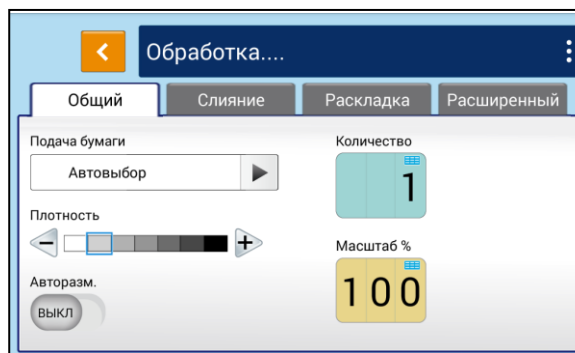 Обработка....
Общий Слияние Раскладка Расширенный
Подача бумаги
Автовыбор
Количество
1
Плотность
Масштаб %
100
Авторазм.
ВЫКЛ